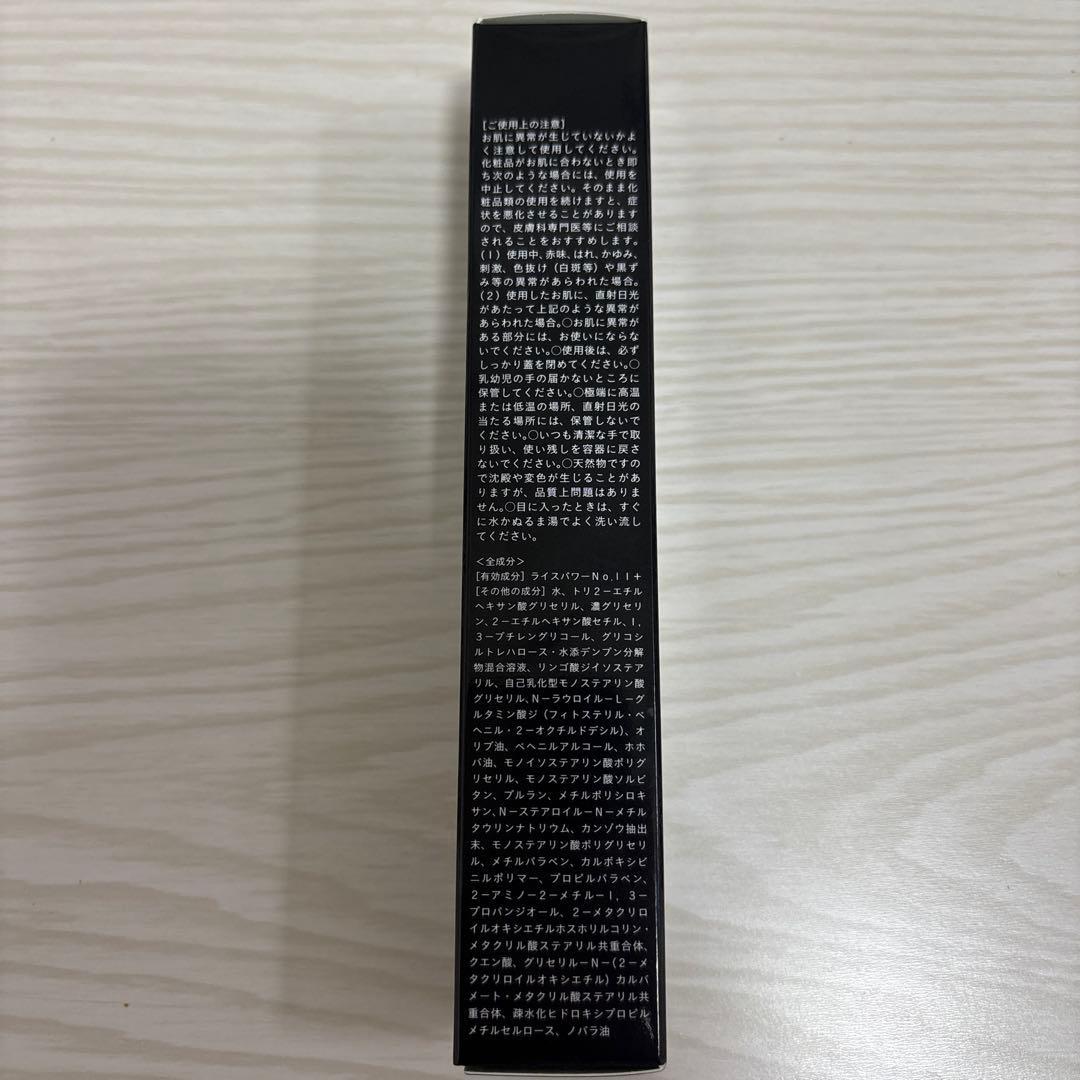 [ご使用上の注意]
お肌に異常が生じていないかよ
く注意して使用してください。
化粧品がお肌に合わないとき即
ち次のような場合には、使用を
中止してください。そのまま化
粧品類の使用を続けますと、症
状を悪化させることがあります
ので、皮膚科専門医等にご相談
されることをおすすめします。
(1) 使用中、赤味、はれ、かゆみ、
刺激、色抜け(白斑等)や黒ず
み等の異常があらわれた場合。
(2) 使用したお肌に、直射日光
があたって上記のような異常が
あらわれた場合。○お肌に異常が
ある部分には、お使いにならな
いでください。○使用後は、必ず
しっかり蓋を閉めてください。○
乳幼児の手の届かないところに
保管してください。○極端に高温
または低温の場所、直射日光の
当たる場所には、保管しないで
ください。○いつも清潔な手で取
り扱い、使い残しを容器に戻さ
ないでください。○天然物ですの
で沈殿や変色が生じることがあ
りますが、品質上問題はありま
せん。○目に入ったときは、すぐ
に水かぬるま湯でよく洗い流し
てください。
<全成分>
[有効成分] ライスパワーNo.11+
[その他の成分] 水、トリ2-エチル
ヘキサン酸グリセリル、濃グリセリ
ン、2-エチルヘキサン酸セチル、1,
3-ブチレングリコール、グリコシ
ルトレハロース・水添デンプン分解
物混合溶液、リンゴ酸ジイソステア
リル、自己乳化型モノステアリン酸
グリセリル、N-ラウロイル-L-グ
ルタミン酸ジ(フィトステリル・ベ
ヘニル・2-オクチルドデシル)、オ
リブ油、ベヘニルアルコール、ホホ
バ油、モノイソステアリン酸ポリグ
リセリル、モノステアリン酸ソルビ
タン、プルラン、メチルポリシロキ
サン、N-ステアロイル-N-メチル
タウリンナトリウム、カンゾウ抽出
末、モノステアリン酸ポリグリセリ
ル、メチルパラベン、カルボキシビ
ニルポリマー、プロピルパラベン、
2-アミノ-2-メチル-1, 3-
プロパンジオール、2-メタクリロ
イルオキシエチルホスホリルコリン・
メタクリル酸ステアリル共重合体、
クエン酸、グリセリル-N-(2-メ
タクリロイルオキシエチル)カルバ
メート・メタクリル酸ステアリル共
重合体、疎水化ヒドロキシプロピル
メチルセルロース、ノバラ油